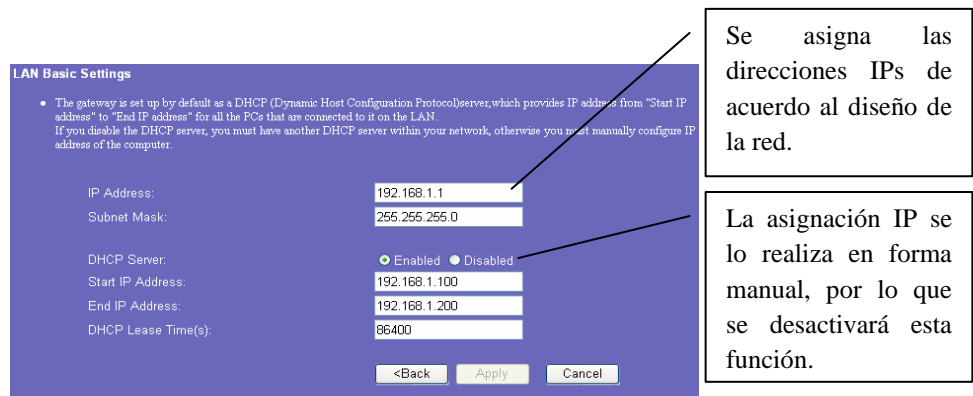 Se asigna las
direcciones IPs de
acuerdo al diseño de
la red.
LAN Basic Settings
• The gateway is set up by default as a DHCP (Dynamic Host Configuration Protocol)server,which provides IP address from "Start IP
address" to "End IP address" for all the PCs that are connected to it on the LAN.
If you disable the DHCP server, you must have another DHCP server within your network, otherwise you must manually configure IP
address of the computer.
IP Address: 192.168.1.1
Subnet Mask: 255.255.255.0
DHCP Server: Enabled Disabled
Start IP Address: 192.168.1.100
End IP Address: 192.168.1.200
DHCP Lease Time(s): 86400
<Back Apply Cancel
La asignación IP se
lo realiza en forma
manual, por lo que
se desactivará esta
función.